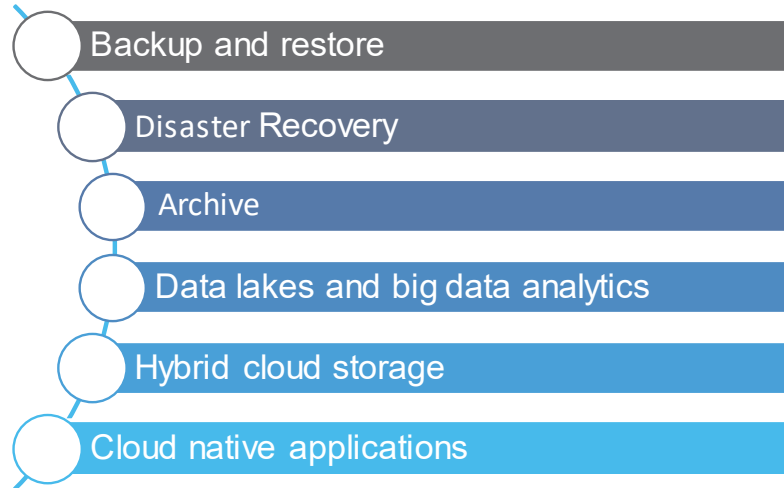 Backup and restore
Disaster Recovery
Archive
Data lakes and big data analytics
Hybrid cloud storage
Cloud native applications